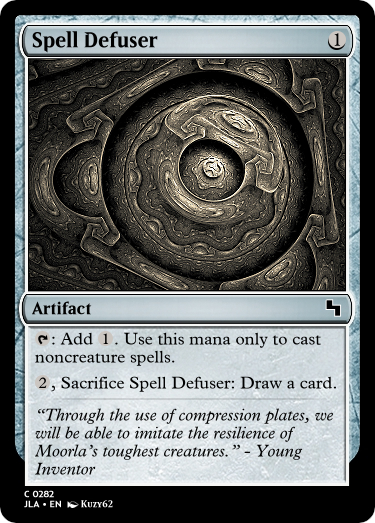 Spell Defuser 1
Artifact
: Add 1. Use this mana only to cast
noncreature spells.
2, Sacrifice Spell Defuser: Draw a card.
“Through the use of compression plates, we
will be able to imitate the resilience of
Moorla's toughest creatures.” - Young
Inventor
C 0282
JLA • EN Kuzy62